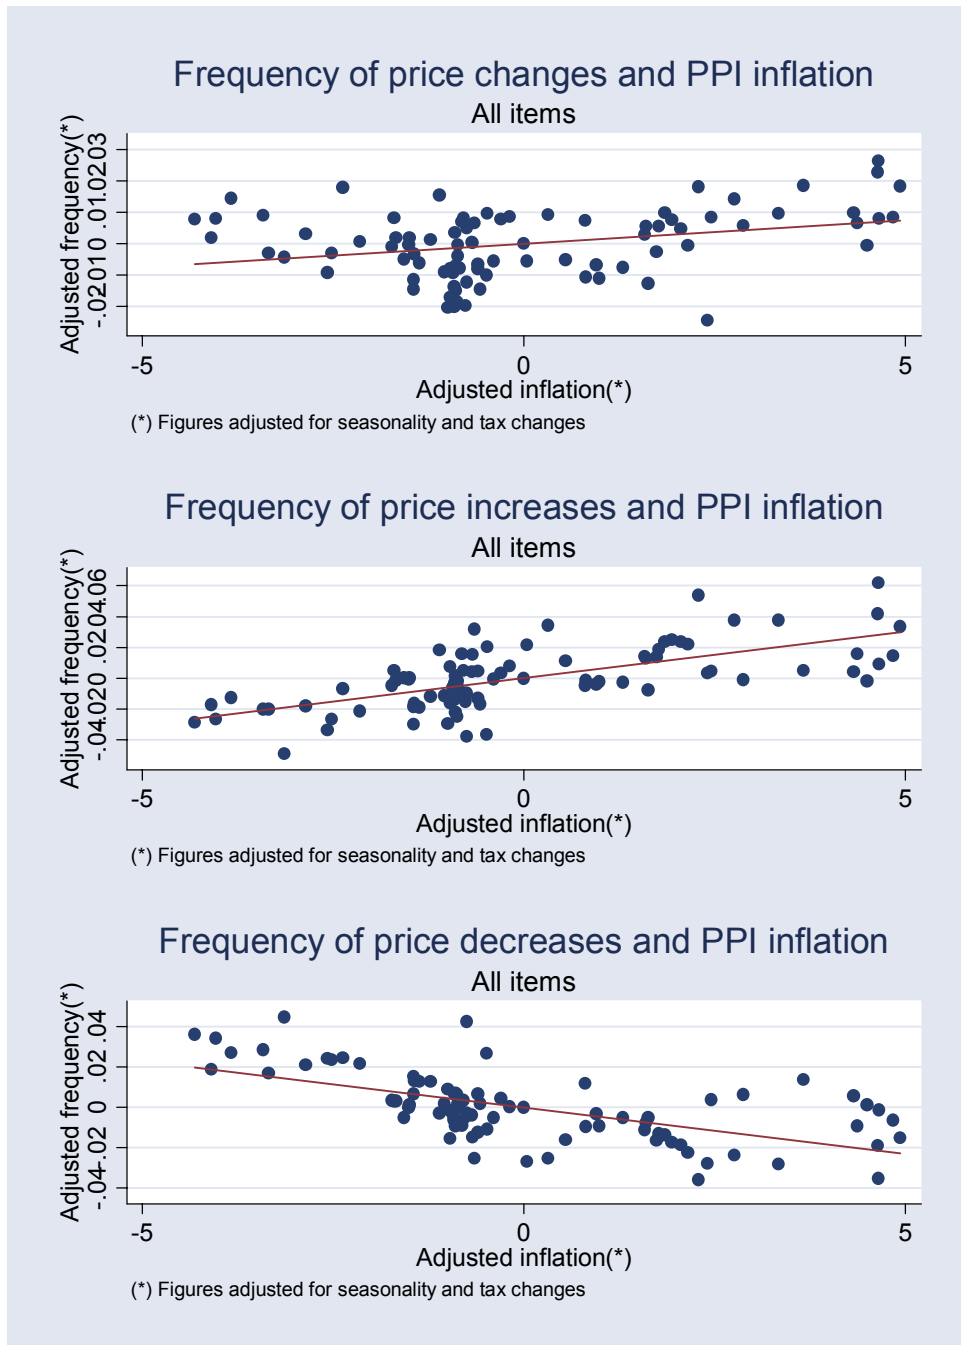 Frequency of price changes and PPI inflation
All items
Adjusted frequency(*)
-.02
-.01
0
.01
.02
.03
-5
0
5
Adjusted inflation(*)
(*) Figures adjusted for seasonality and tax changes
Frequency of price increases and PPI inflation
All items
Adjusted frequency(*)
-.04
-.02
0
.02
.04
.06
-5
0
5
Adjusted inflation(*)
(*) Figures adjusted for seasonality and tax changes
Frequency of price decreases and PPI inflation
All items
Adjusted frequency(*)
-.04
-.02
0
.02
.04
-5
0
5
Adjusted inflation(*)
(*) Figures adjusted for seasonality and tax changes